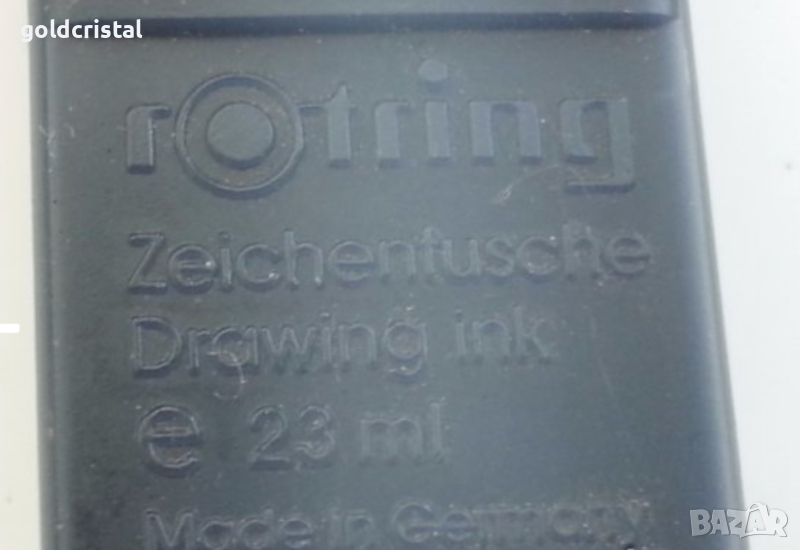 goldcristal
rotring
Zeichentusche
Drawing ink
e 23 ml
Made in Germany
BAZAR